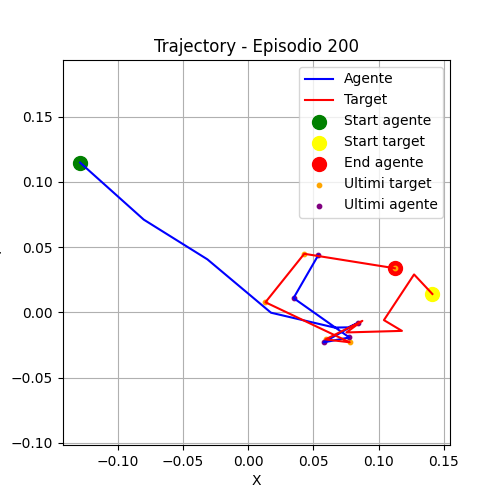 Trajectory - Episodio 200
Agente
Target
Start agente
Start target
End agente
Ultimi target
Ultimi agente
0.15
0.10
0.05
0.00
−0.05
−0.10
−0.10
−0.05
0.00
0.05
0.10
0.15
X